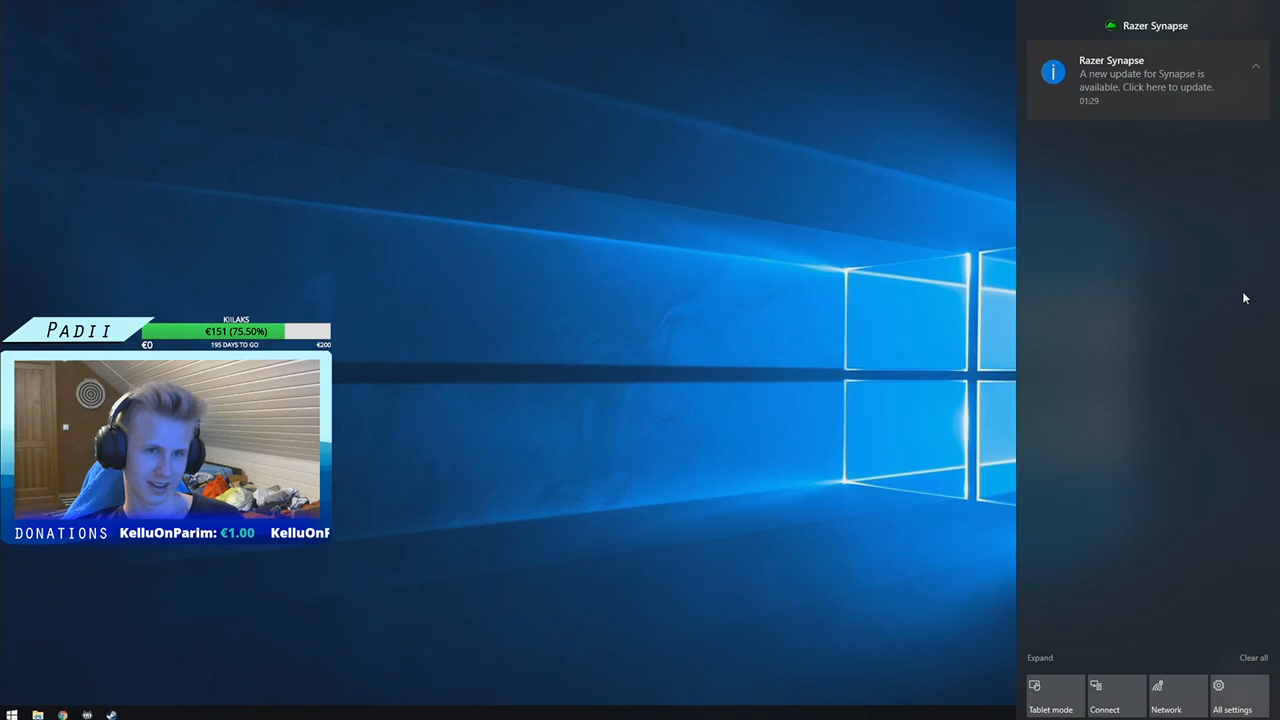 Razer Synapse
Razer Synapse
A new update for Synapse is
available. Click here to update.
01:29
KIILAKS
PADII
€151 (75.50%)
€0
195 DAYS TO GO
€200
DONATIONS KelluOnParim: €1.00 KelluOnP
Expand
Clear all
Tablet mode
Connect
Network
All settings